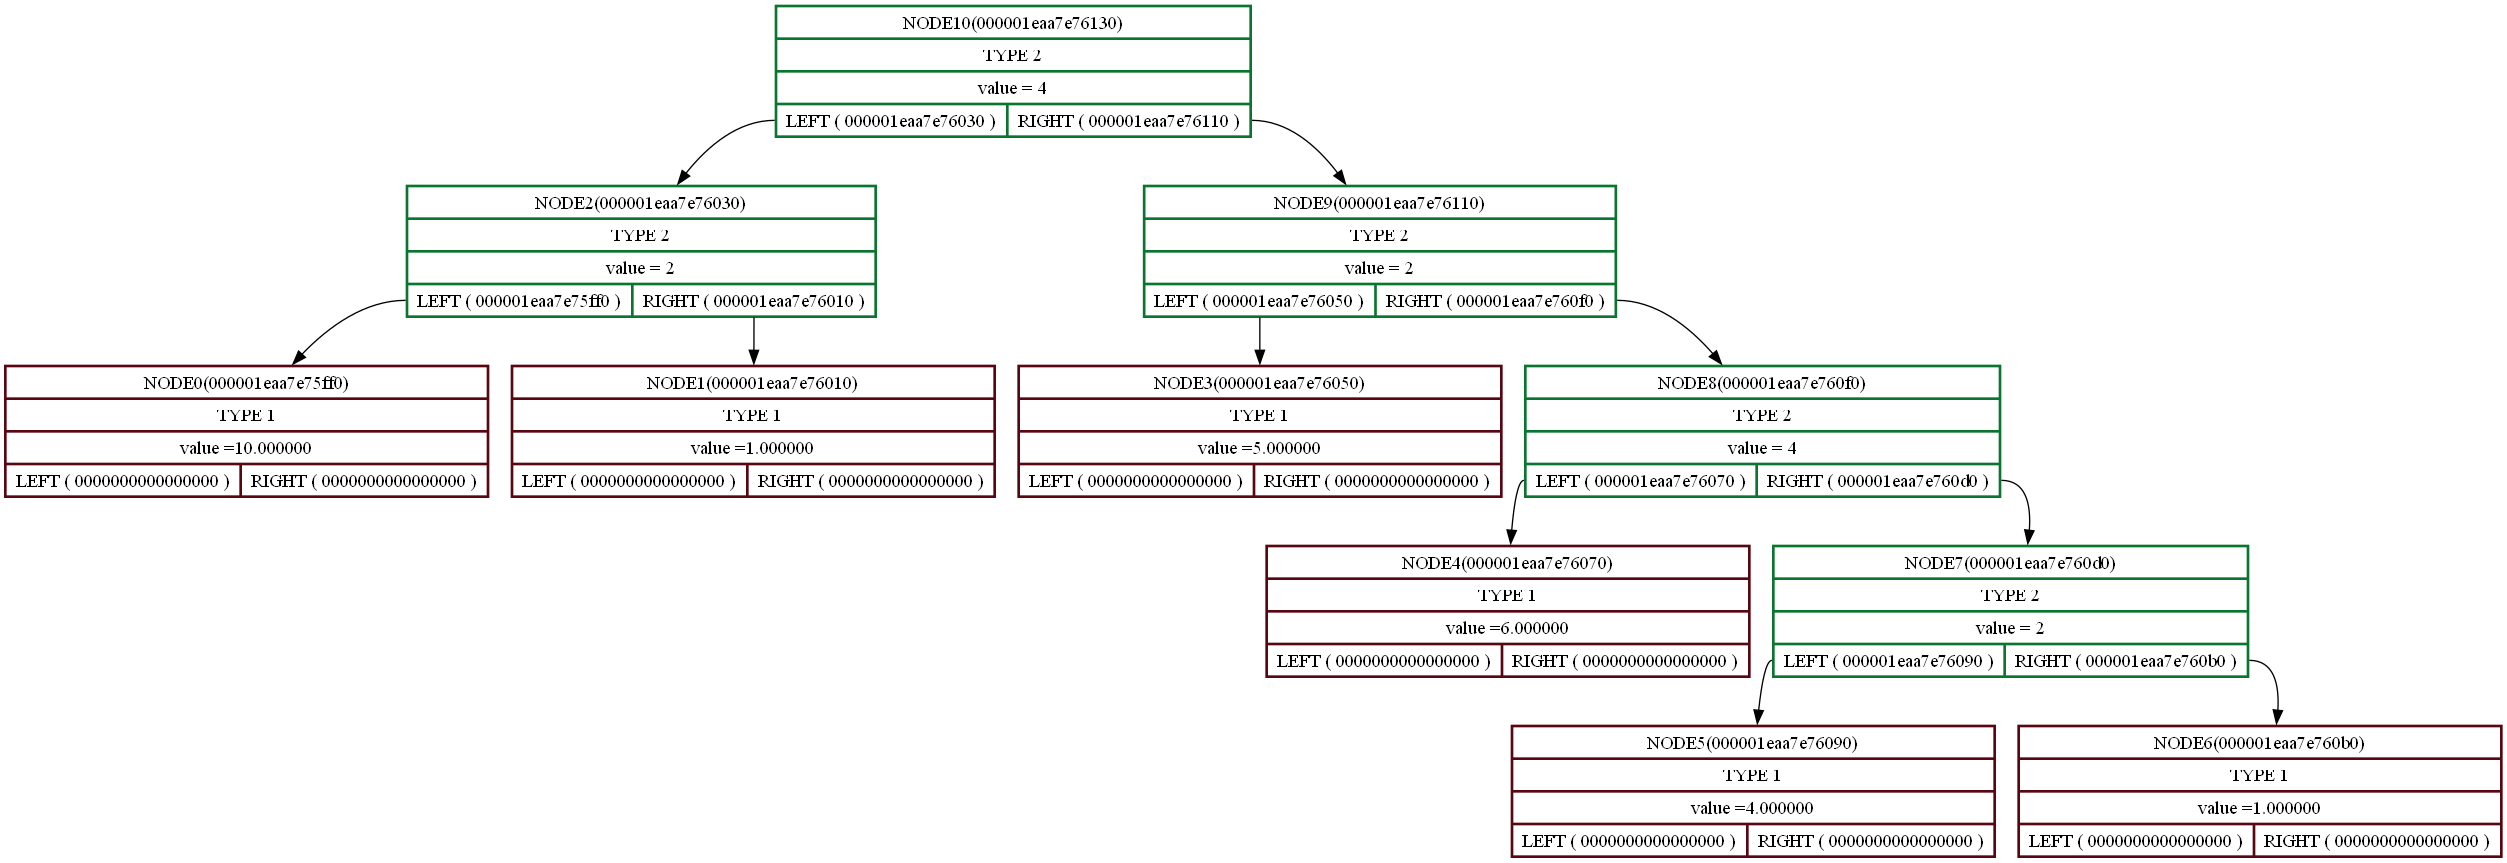 NODE10(000001eaa7e76130)
TYPE 2
value = 4
LEFT ( 000001eaa7e76030 ) RIGHT ( 000001eaa7e76110 )
NODE2(000001eaa7e76030)
TYPE 2
value = 2
LEFT ( 000001eaa7e75ff0 ) RIGHT ( 000001eaa7e76010 )
NODE9(000001eaa7e76110)
TYPE 2
value = 2
LEFT ( 000001eaa7e76050 ) RIGHT ( 000001eaa7e760f0 )
NODE0(000001eaa7e75ff0)
TYPE 1
value =10.000000
LEFT ( 0000000000000000 ) RIGHT ( 0000000000000000 )
NODE1(000001eaa7e76010)
TYPE 1
value =1.000000
LEFT ( 0000000000000000 ) RIGHT ( 0000000000000000 )
NODE3(000001eaa7e76050)
TYPE 1
value =5.000000
LEFT ( 0000000000000000 ) RIGHT ( 0000000000000000 )
NODE8(000001eaa7e760f0)
TYPE 2
value = 4
LEFT ( 000001eaa7e76070 ) RIGHT ( 000001eaa7e760d0 )
NODE4(000001eaa7e76070)
TYPE 1
value =6.000000
LEFT ( 0000000000000000 ) RIGHT ( 0000000000000000 )
NODE7(000001eaa7e760d0)
TYPE 2
value = 2
LEFT ( 000001eaa7e76090 ) RIGHT ( 000001eaa7e760b0 )
NODE5(000001eaa7e76090)
TYPE 1
value =4.000000
LEFT ( 0000000000000000 ) RIGHT ( 0000000000000000 )
NODE6(000001eaa7e760b0)
TYPE 1
value =1.000000
LEFT ( 0000000000000000 ) RIGHT ( 0000000000000000 )